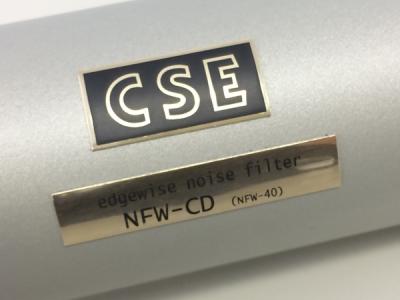 CSE
edgewise noise filter
NFW-CD (NFW-40)